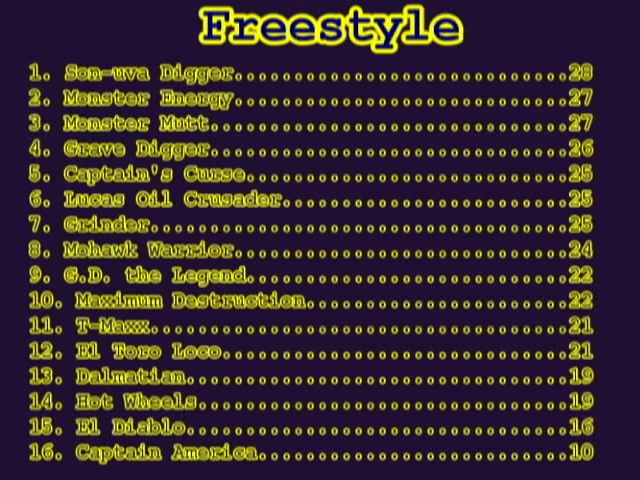 Freestyle
1. Son-uva Digger............................28
2. Monster Energy............................27
3. Monster Mutt..............................27
4. Grave Digger..............................26
5. Captain's Curse...........................25
6. Lucas Oil Crusader........................25
7. Grinder...................................25
8. Mohawk Warrior............................24
9. G.D. the Legend...........................22
10. Maximum Destruction......................22
11. T-Maxx...................................21
12. El Toro Loco.............................21
13. Dalmatian................................19
14. Hot Wheels...............................19
15. El Diablo................................16
16. Captain America..........................10